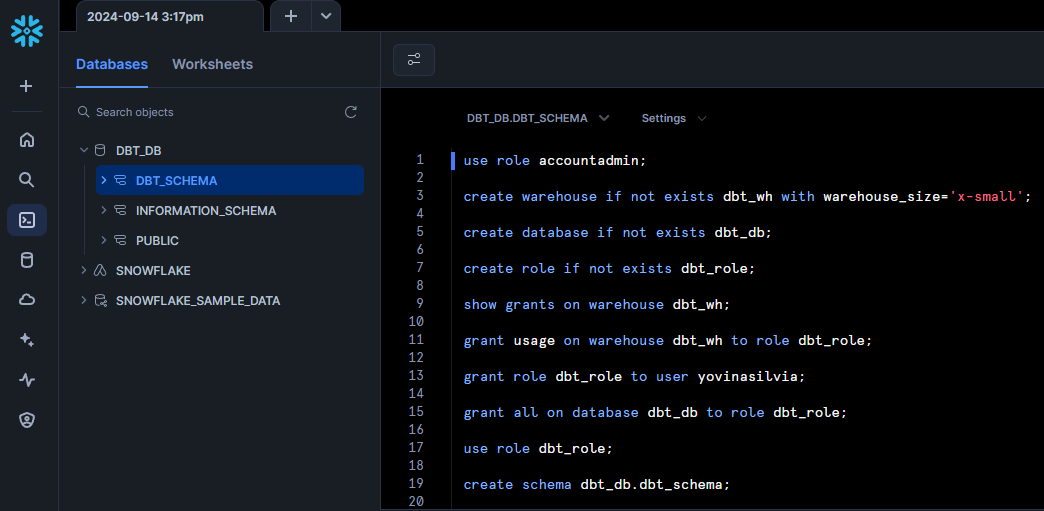 2024-09-14 3:17pm
Databases Worksheets
Search objects
DBT_DB
DBT_SCHEMA
INFORMATION_SCHEMA
PUBLIC
SNOWFLAKE
SNOWFLAKE_SAMPLE_DATA
DBT_DB.DBT_SCHEMA Settings
1 use role accountadmin;
2
3 create warehouse if not exists dbt_wh with warehouse_size='x-small';
4
5 create database if not exists dbt_db;
6
7 create role if not exists dbt_role;
8
9 show grants on warehouse dbt_wh;
10
11 grant usage on warehouse dbt_wh to role dbt_role;
12
13 grant role dbt_role to user yovinasilvia;
14
15 grant all on database dbt_db to role dbt_role;
16
17 use role dbt_role;
18
19 create schema dbt_db.dbt_schema;
20